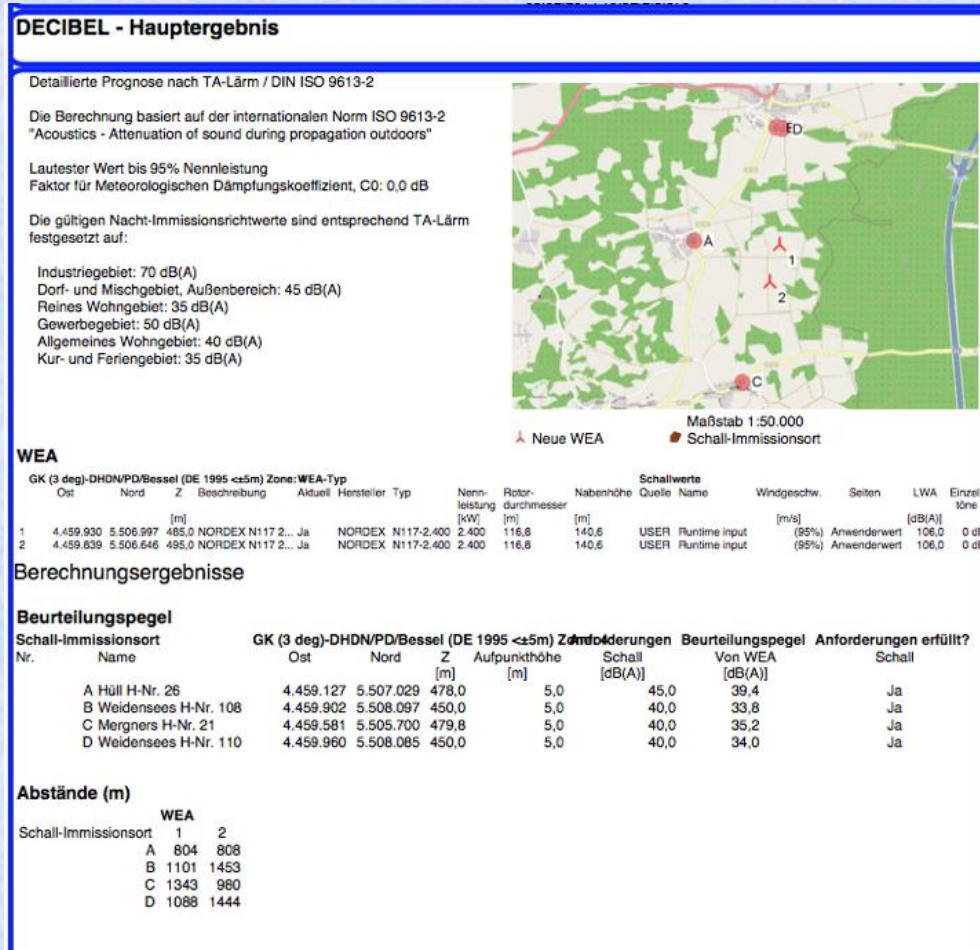 DECIBEL - Hauptergebnis
Detaillierte Prognose nach TA-Lärm / DIN ISO 9613-2
Die Berechnung basiert auf der internationalen Norm ISO 9613-2
"Acoustics - Attenuation of sound during propagation outdoors"
Lautester Wert bis 95% Nennleistung
Faktor für Meteorologischen Dämpfungskoeffizient, C0: 0,0 dB
Die gültigen Nacht-Immissionsrichtwerte sind entsprechend TA-Lärm
festgesetzt auf:
Industriegebiet: 70 dB(A)
Dorf- und Mischgebiet, Außenbereich: 45 dB(A)
Reines Wohngebiet: 35 dB(A)
Gewerbegebiet: 50 dB(A)
Allgemeines Wohngebiet: 40 dB(A)
Kur- und Feriengebiet: 35 dB(A)
ED
A
1
2
C
Maßstab 1:50.000
Neue WEA Schall-Immissionsort
WEA
GK (3 deg)-DHDN/PD/Bessel (DE 1995 <±5m) Zone: WEA-Typ Schallwerte
Ost Nord Z Beschreibung Aktuell Hersteller Typ Nenn- Rotor- Nabenhöhe Quelle Name Windgeschw. Seiten LWA Einzel
leistung durchmesser töne
[m] [kW] [m] [m] [m/s] [dB(A)]
1 4.459.930 5.506.997 485,0 NORDEX N117 2... Ja NORDEX N117-2.400 2.400 116,8 140,6 USER Runtime input (95%) Anwenderwert 106,0 0 dB
2 4.459.839 5.506.646 495,0 NORDEX N117 2... Ja NORDEX N117-2.400 2.400 116,8 140,6 USER Runtime input (95%) Anwenderwert 106,0 0 dB
Berechnungsergebnisse
Beurteilungspegel
Schall-Immissionsort GK (3 deg)-DHDN/PD/Bessel (DE 1995 <±5m) Anforderungen Beurteilungspegel Anforderungen erfüllt?
Nr. Name Ost Nord Z Aufpunkthöhe Schall Von WEA Schall
[m] [m] [dB(A)] [dB(A)]
A Hüll H-Nr. 26 4.459.127 5.507.029 478,0 5,0 45,0 39,4 Ja
B Weidensees H-Nr. 108 4.459.902 5.508.097 450,0 5,0 40,0 33,8 Ja
C Mergners H-Nr. 21 4.459.581 5.505.700 479,8 5,0 40,0 35,2 Ja
D Weidensees H-Nr. 110 4.459.960 5.508.085 450,0 5,0 40,0 34,0 Ja
Abstände (m)
WEA
Schall-Immissionsort 1 2
A 804 808
B 1101 1453
C 1343 980
D 1088 1444